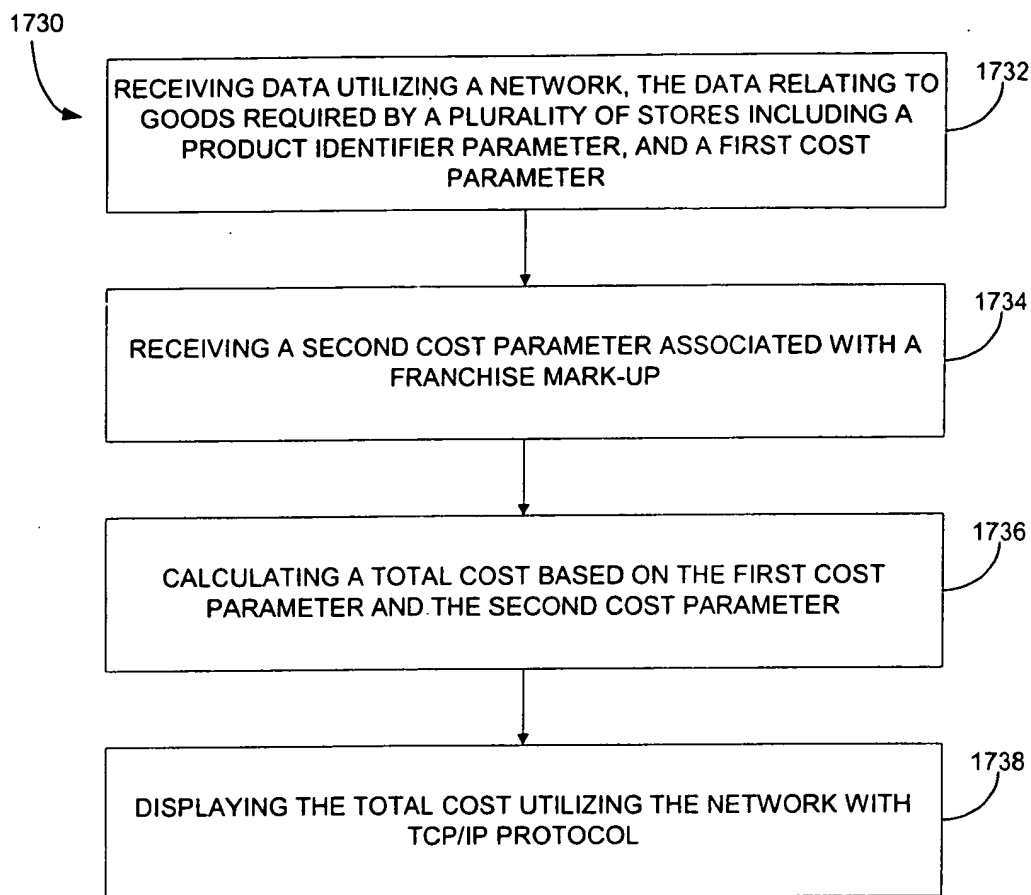 1730
1732
RECEIVING DATA UTILIZING A NETWORK, THE DATA RELATING TO
GOODS REQUIRED BY A PLURALITY OF STORES INCLUDING A
PRODUCT IDENTIFIER PARAMETER, AND A FIRST COST
PARAMETER
1734
RECEIVING A SECOND COST PARAMETER ASSOCIATED WITH A
FRANCHISE MARK-UP
1736
CALCULATING A TOTAL COST BASED ON THE FIRST COST
PARAMETER AND THE SECOND COST PARAMETER
1738
DISPLAYING THE TOTAL COST UTILIZING THE NETWORK WITH
TCP/IP PROTOCOL